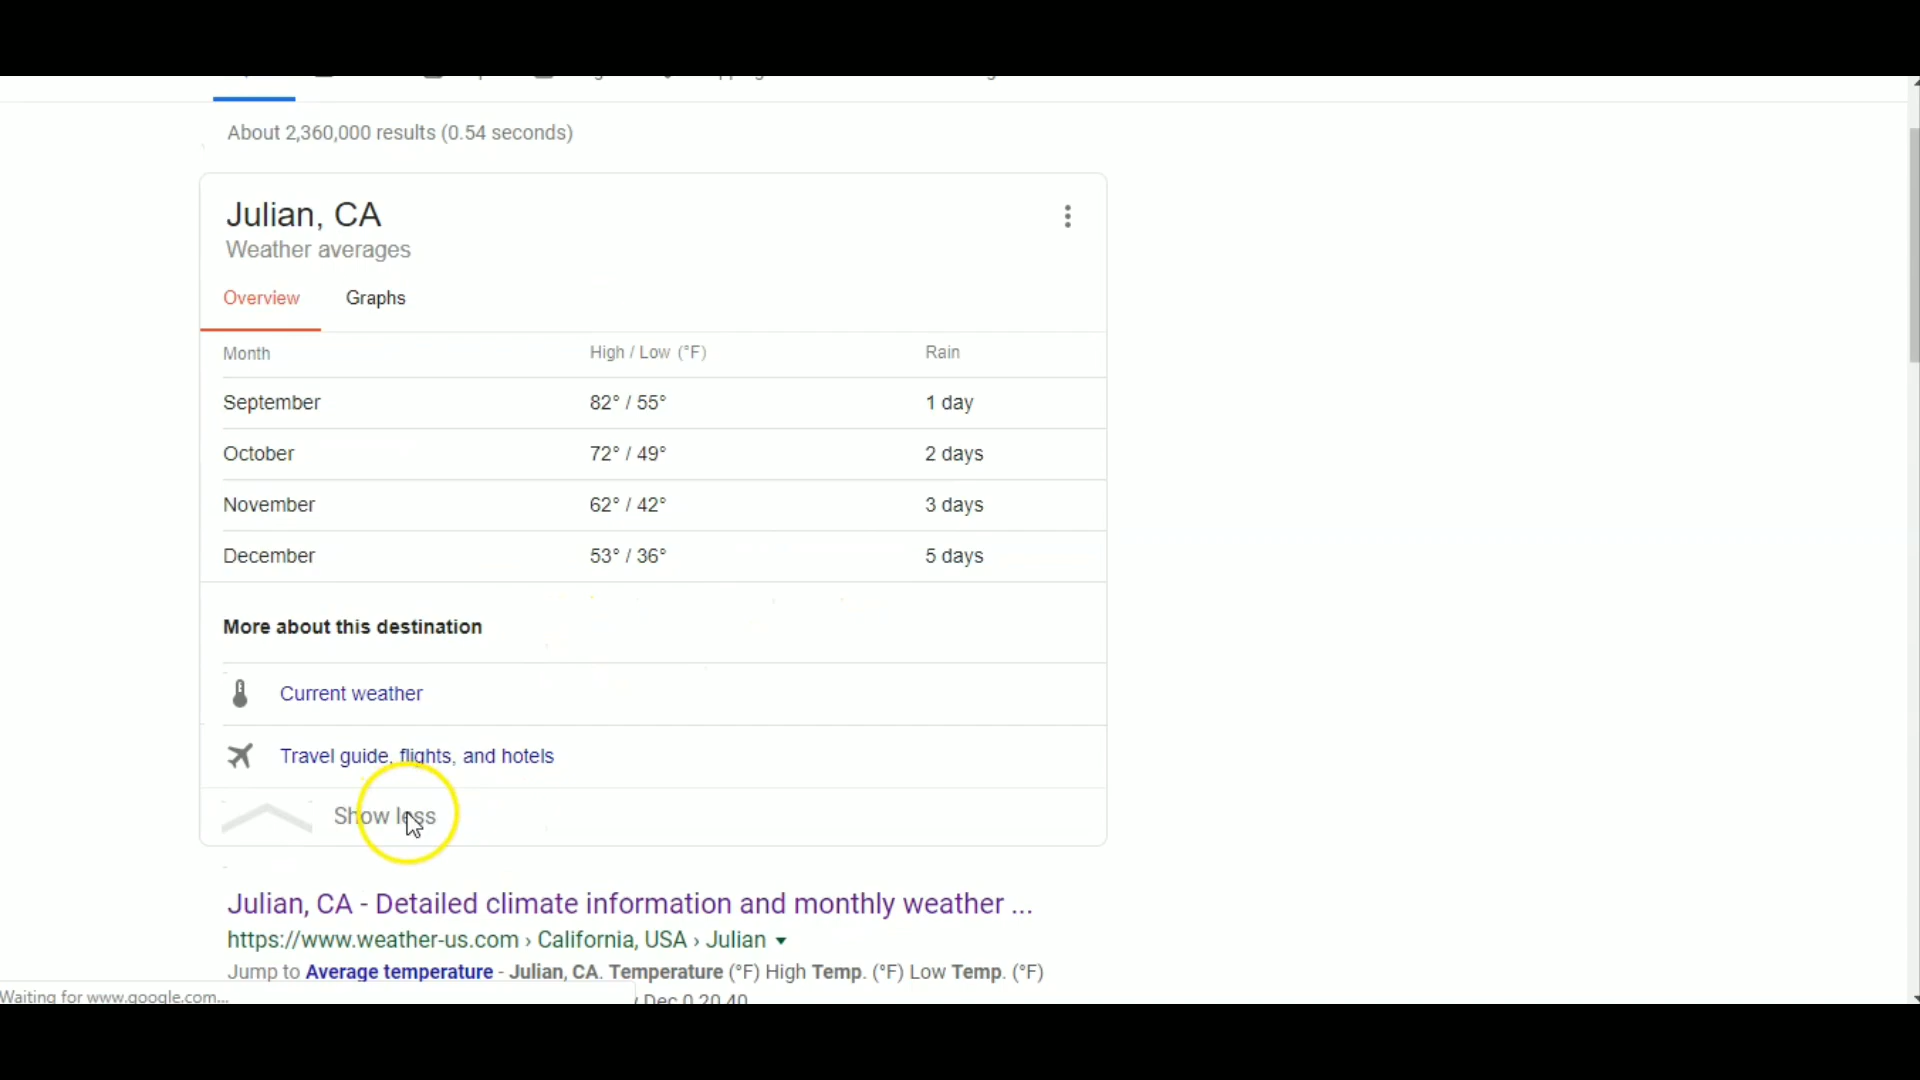 About 2,360,000 results (0.54 seconds)
Julian, CA
Weather averages
Overview Graphs
Month High / Low (°F) Rain
September 82° / 55° 1 day
October 72° / 49° 2 days
November 62° / 42° 3 days
December 53° / 36° 5 days
More about this destination
Current weather
Travel guide, flights, and hotels
Show less
Julian, CA - Detailed climate information and monthly weather ...
https://www.weather-us.com › California, USA › Julian
Jump to Average temperature - Julian, CA. Temperature (°F) High Temp. (°F) Low Temp. (°F)
Waiting for www.google.com... Dec 0 20 40